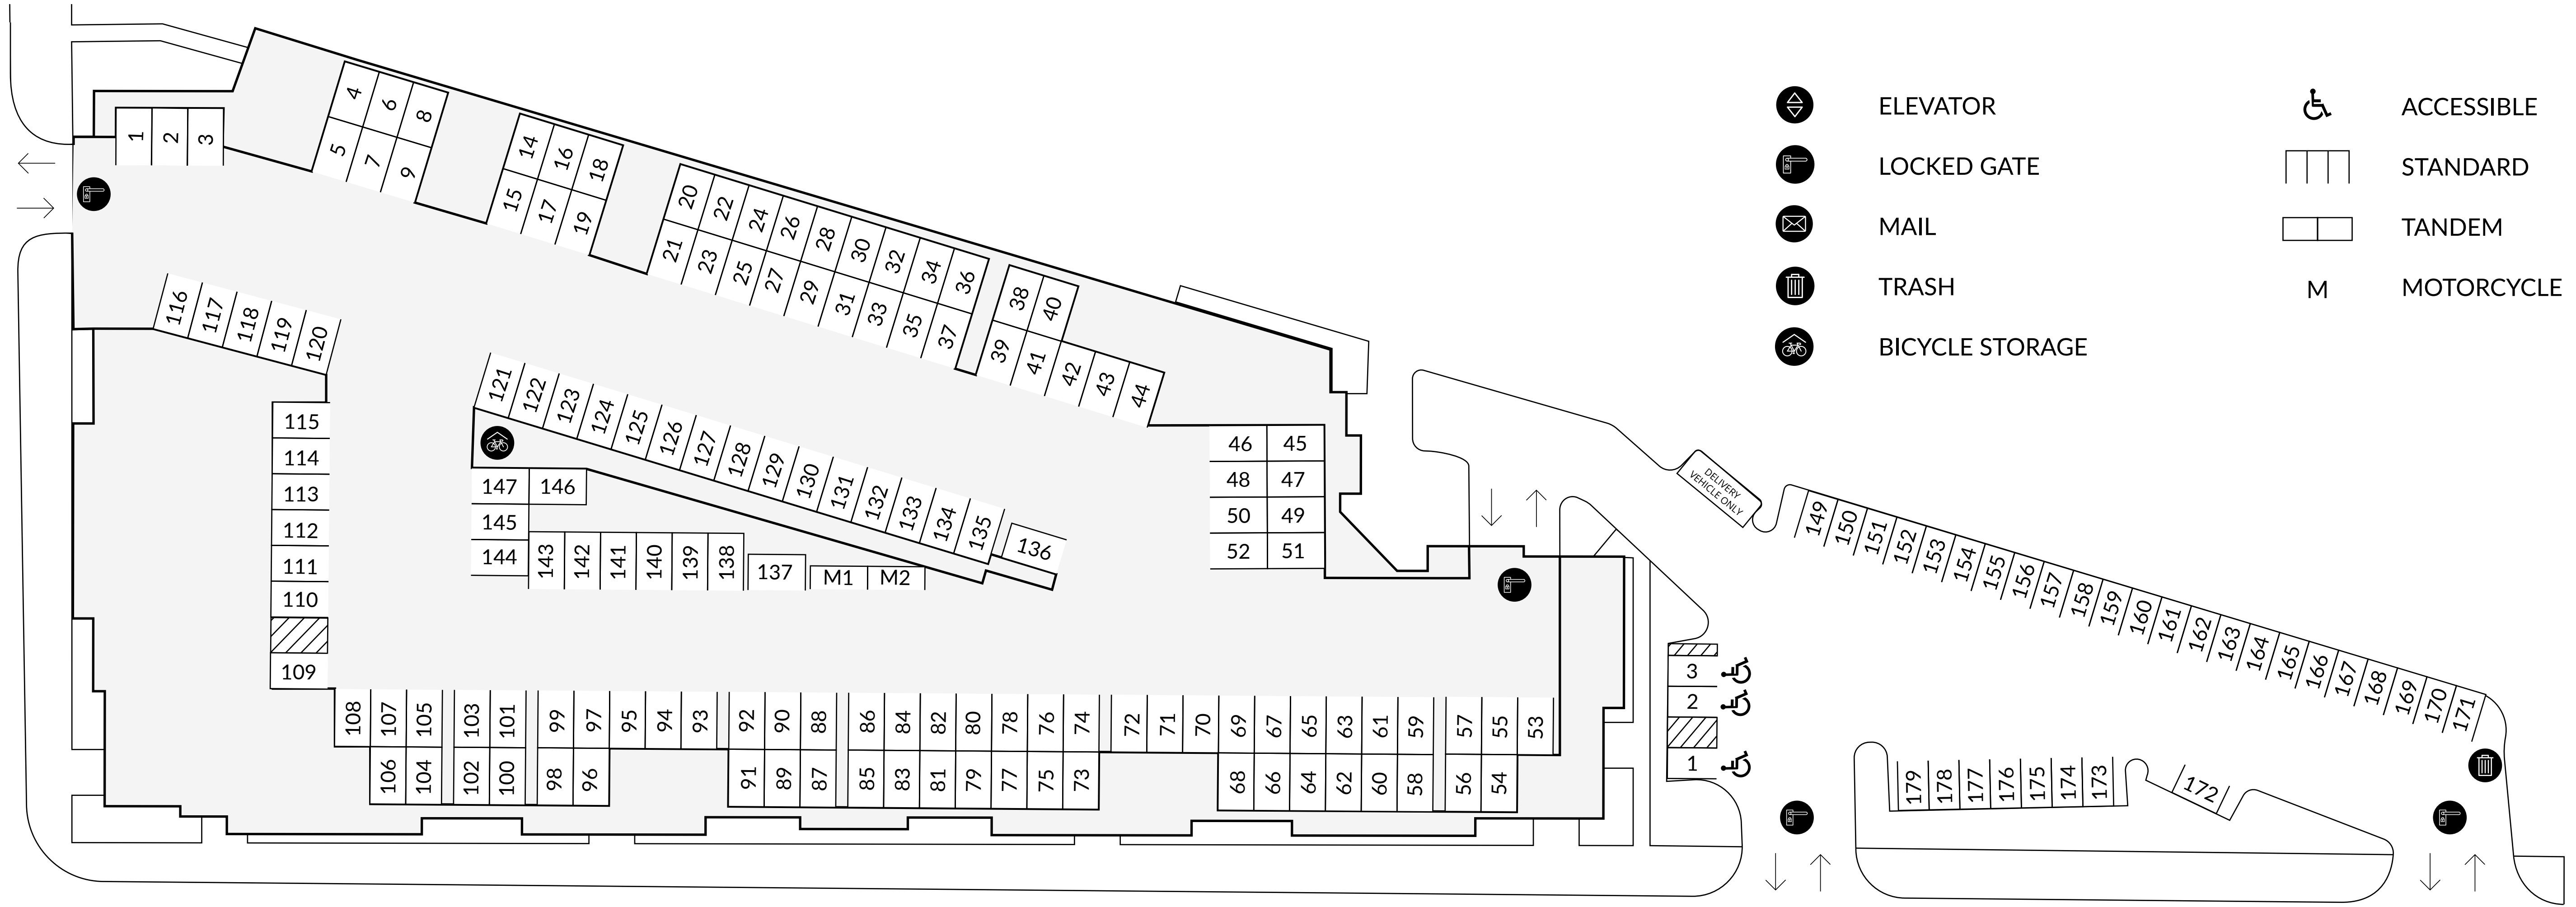 ELEVATOR
LOCKED GATE
MAIL
TRASH
BICYCLE STORAGE
ACCESSIBLE
STANDARD
TANDEM
M MOTORCYCLE
1 2 3
4 6 8
5 7 9
14 16 18
15 17 19
20 22 24 26 28 30 32 34 36
21 23 25 27 29 31 33 35 37
38 40
39 41 42 43 44
116 117 118 119 120
121 122 123 124 125 126 127 128 129 130 131 132 133 134 135 136
115
114
113
112
111
110
109
147 146
145
144
143 142 141 140 139 138 137 M1 M2
46 45
48 47
50 49
52 51
108 107 105 103 101 99 97 95 94 93 92 90 88 86 84 82 80 78 76 74 72 71 70 69 67 65 63 61 59 57 55 53
106 104 102 100 98 96 91 89 87 85 83 81 79 77 75 73 68 66 64 62 60 58 56 54
3
2
1
DELIVERY
VEHICLE ONLY
149 150 151 152 153 154 155 156 157 158 159 160 161 162 163 164 165 166 167 168 169 170 171
179 178 177 176 175 174 173 172